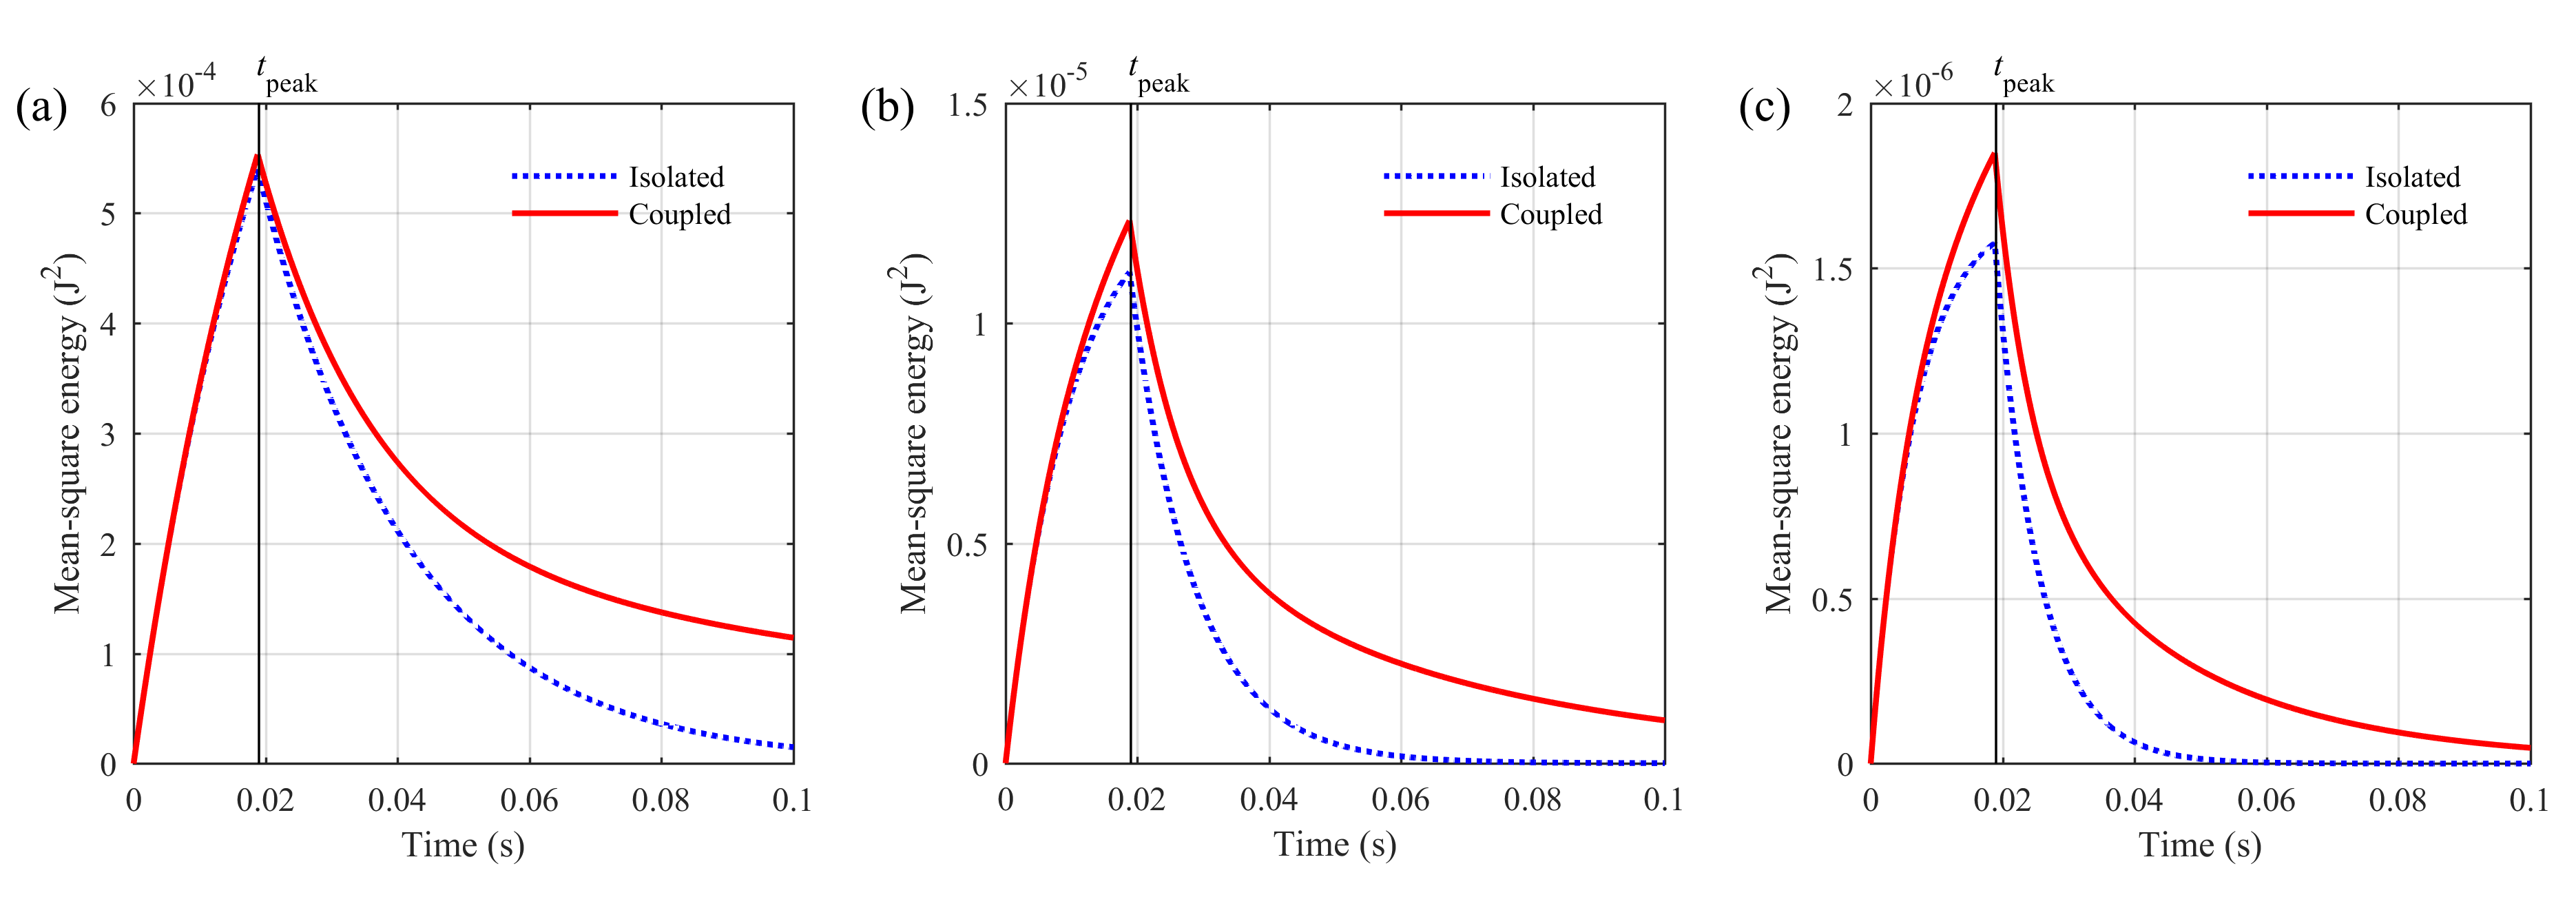 (a)
×10-4
tpeak
6
5
4
3
2
1
0
0 0.02 0.04 0.06 0.08 0.1
Mean-square energy (J2)
Time (s)
Isolated
Coupled
(b)
×10-5
tpeak
1.5
1
0.5
0
0 0.02 0.04 0.06 0.08 0.1
Mean-square energy (J2)
Time (s)
Isolated
Coupled
(c)
×10-6
tpeak
2
1.5
1
0.5
0
0 0.02 0.04 0.06 0.08 0.1
Mean-square energy (J2)
Time (s)
Isolated
Coupled